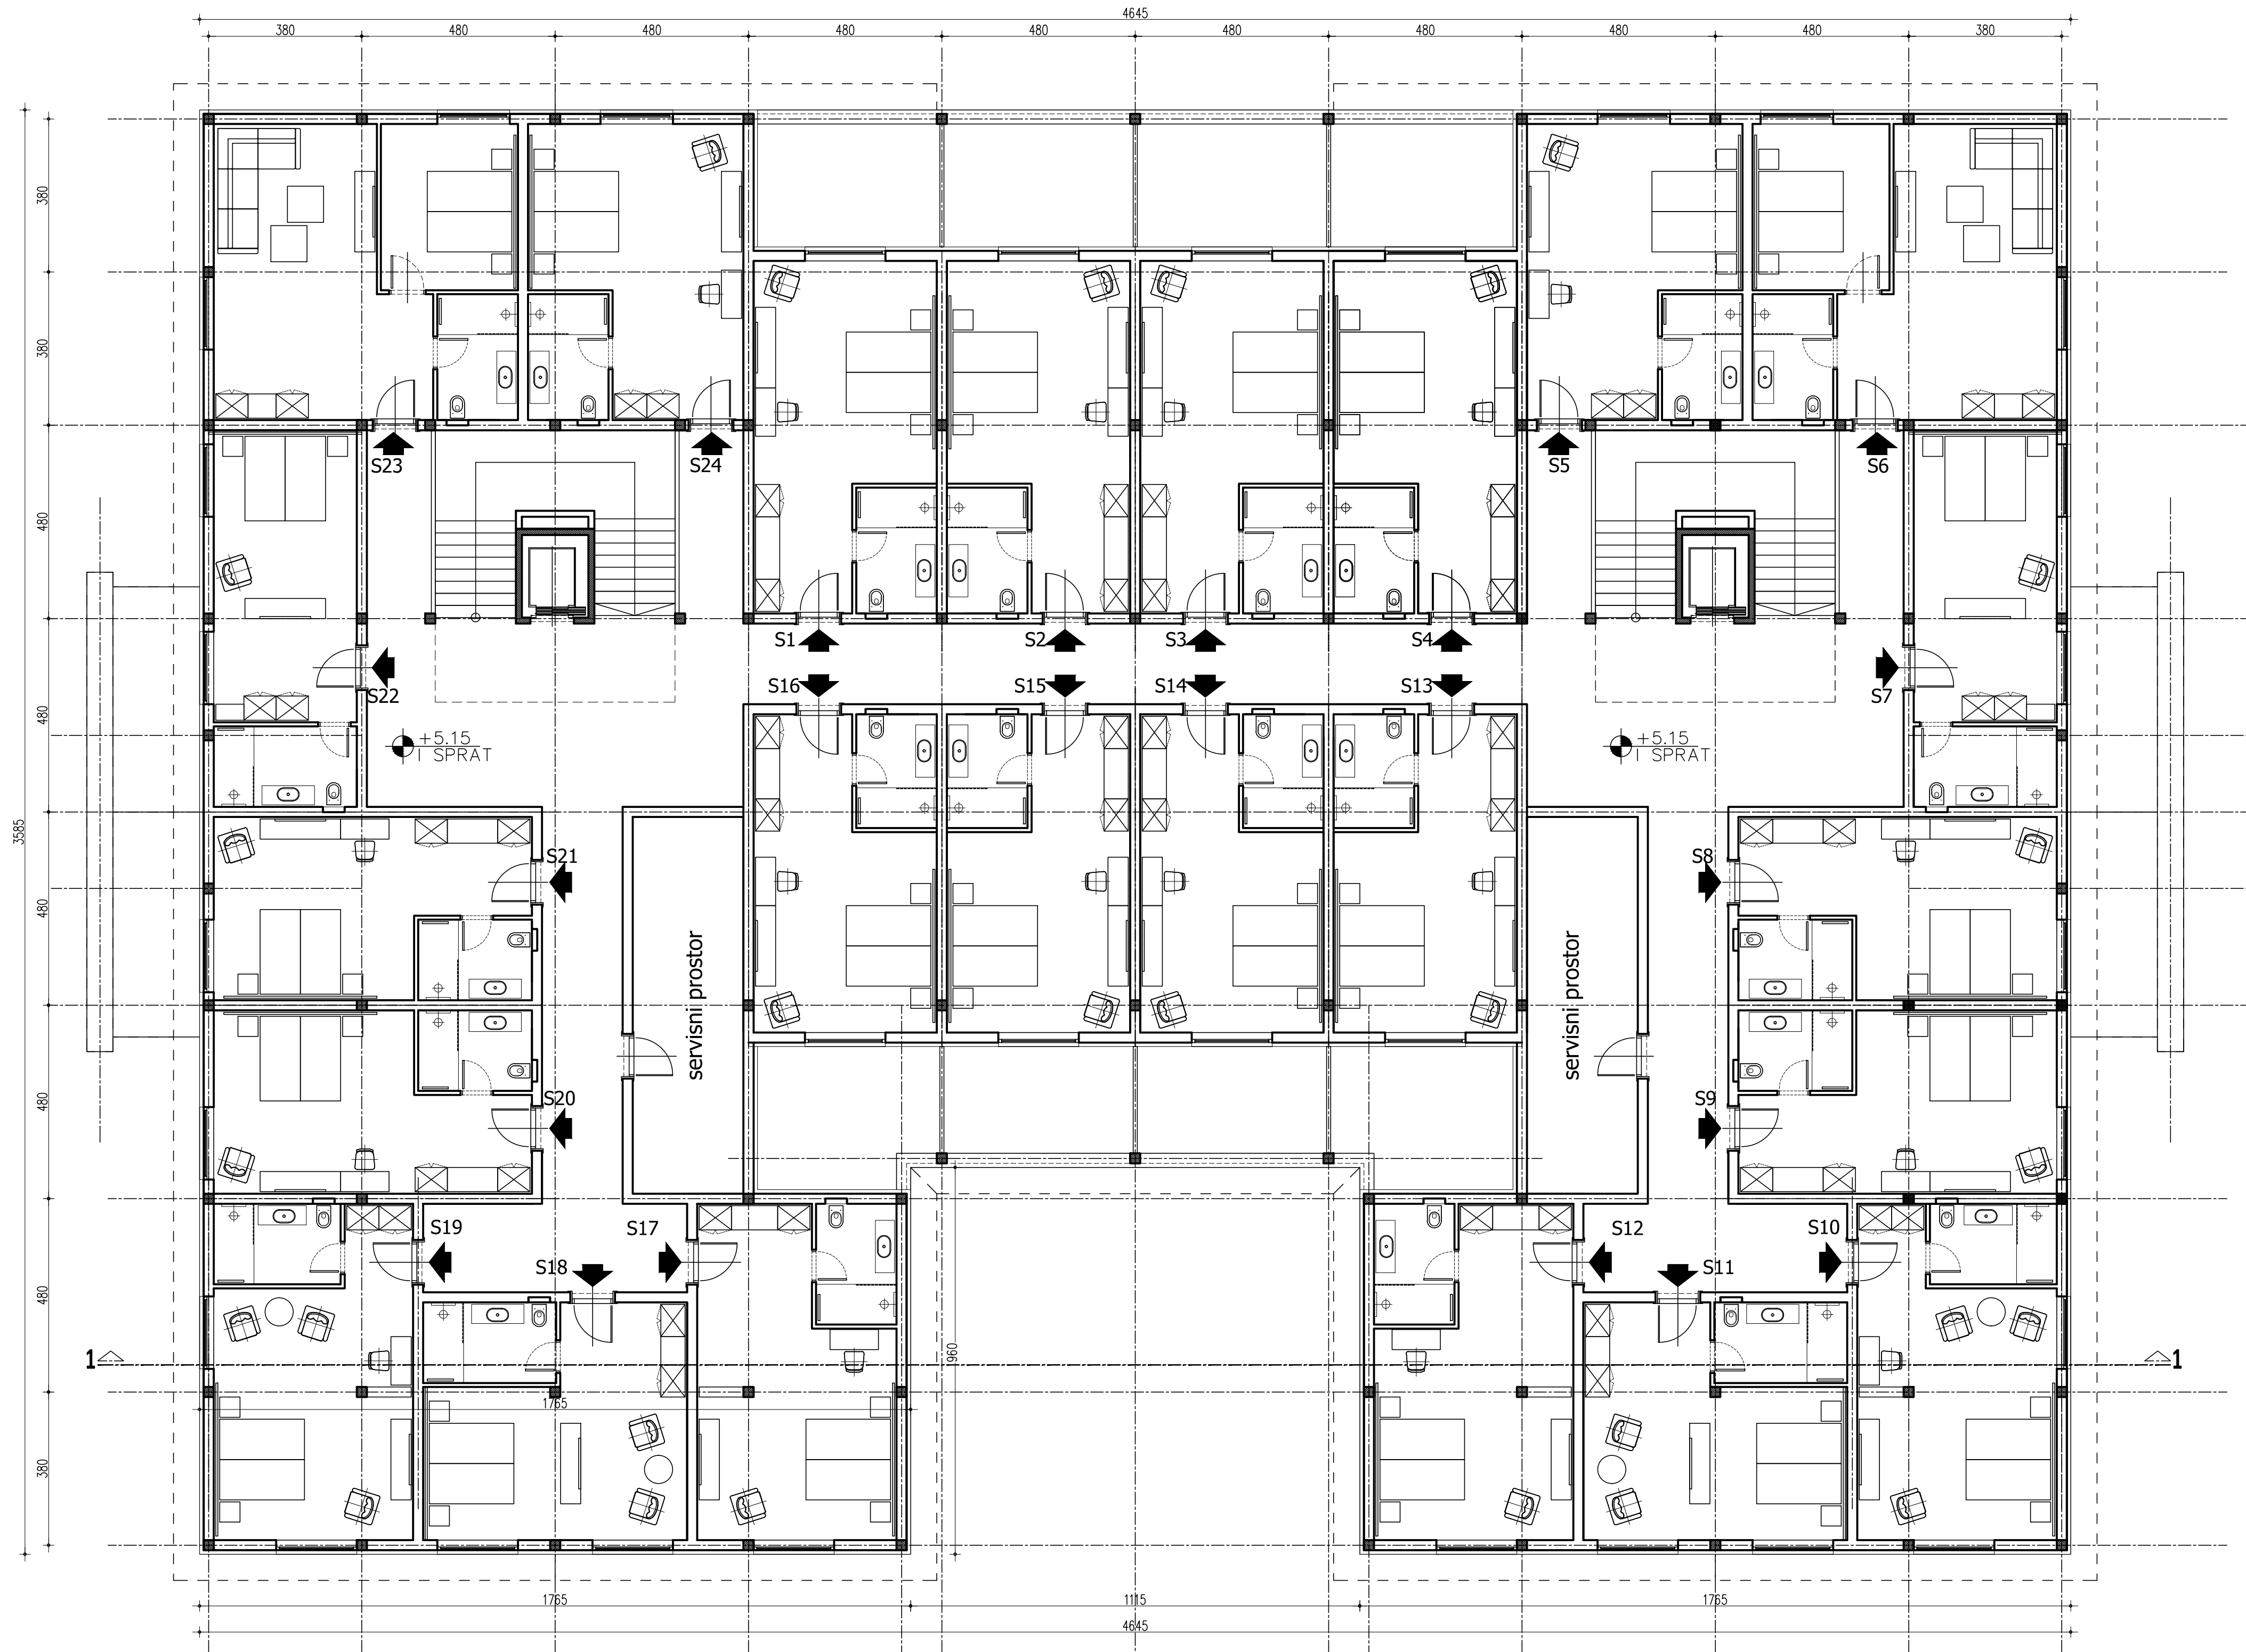 4645
380 480 480 480 480 480 480 480 480 380
380
380
480
480
480
480
480
380
3585
S23
S24
S5
S6
S1
S2
S3
S4
S22
S16
S15
S14
S13
S7
+5.15
I SPRAT
+5.15
I SPRAT
S21
S8
servisni prostor
servisni prostor
S20
S9
S19
S17
S12
S10
S18
S11
960
1
1
1765
1765
1115
1765
4645